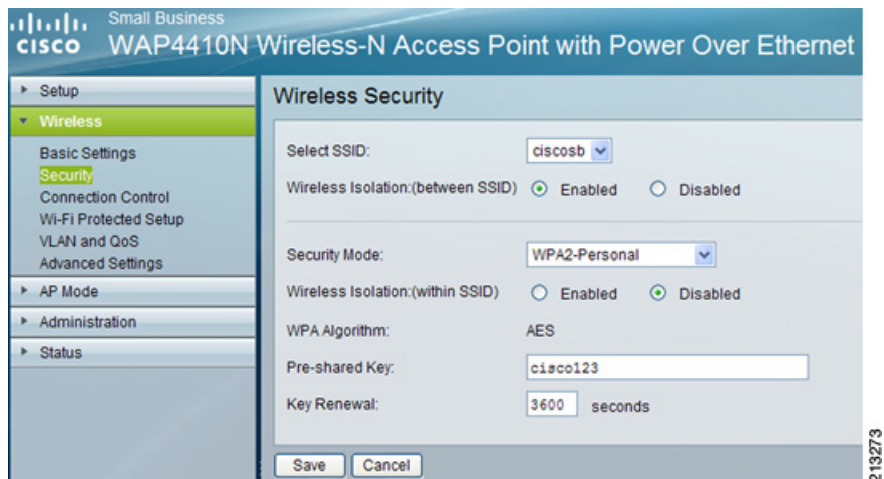 Small Business
CISCO WAP4410N Wireless-N Access Point with Power Over Ethernet
Setup
Wireless
Basic Settings
Security
Connection Control
Wi-Fi Protected Setup
VLAN and QoS
Advanced Settings
AP Mode
Administration
Status
Wireless Security
Select SSID: ciscosb
Wireless Isolation:(between SSID) Enabled Disabled
Security Mode: WPA2-Personal
Wireless Isolation:(within SSID) Enabled Disabled
WPA Algorithm: AES
Pre-shared Key: cisco123
Key Renewal: 3600 seconds
Save Cancel
213273